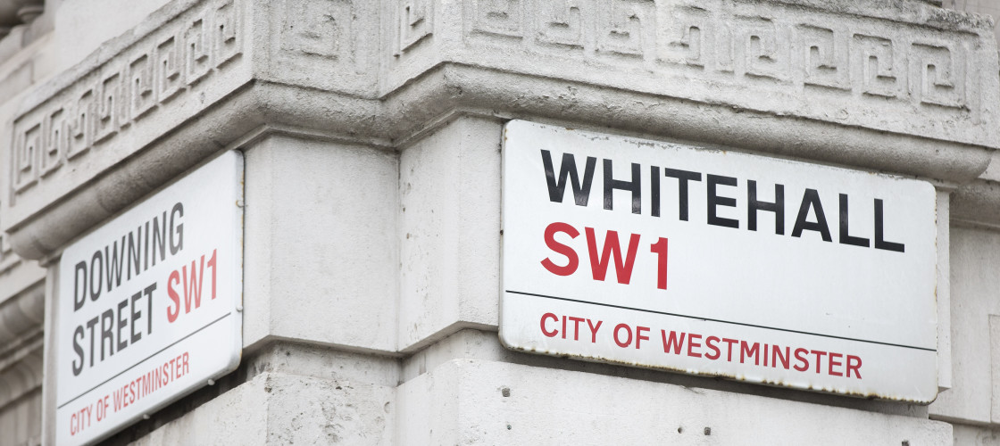 DOWNING
STREET SW1
CITY OF WESTMINSTER
WHITEHALL
SW1
CITY OF WESTMINSTER